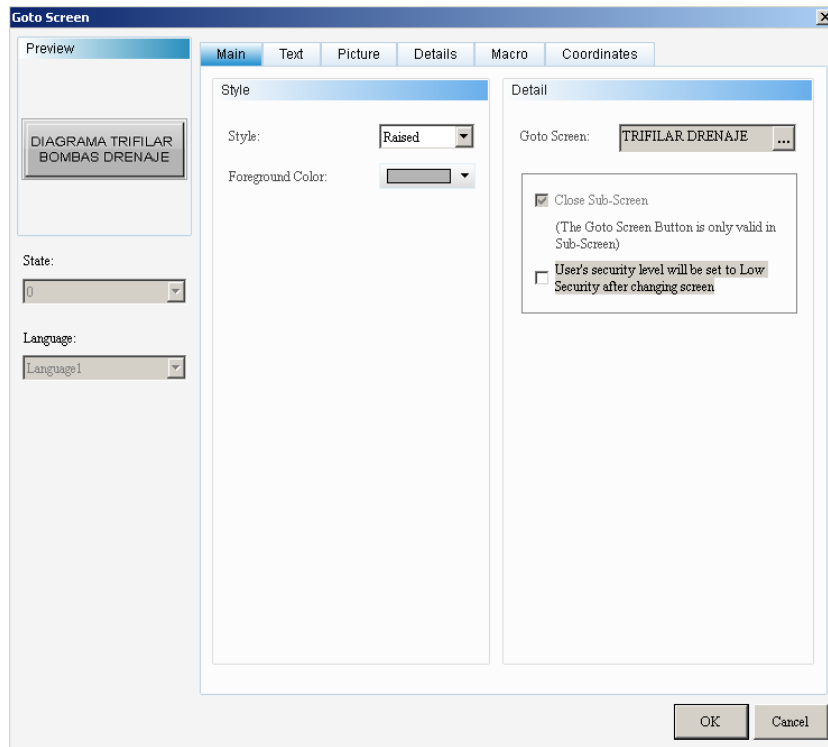 Goto Screen
Preview
DIAGRAMA TRIFILAR
BOMBAS DRENAJE
State:
0
Language:
Language1
Main
Text
Picture
Details
Macro
Coordinates
Style
Style:
Raised
Foreground Color:
Detail
Goto Screen:
TRIFILAR DRENAJE
...
Close Sub-Screen
(The Goto Screen Button is only valid in
Sub-Screen)
User's security level will be set to Low
Security after changing screen
OK
Cancel